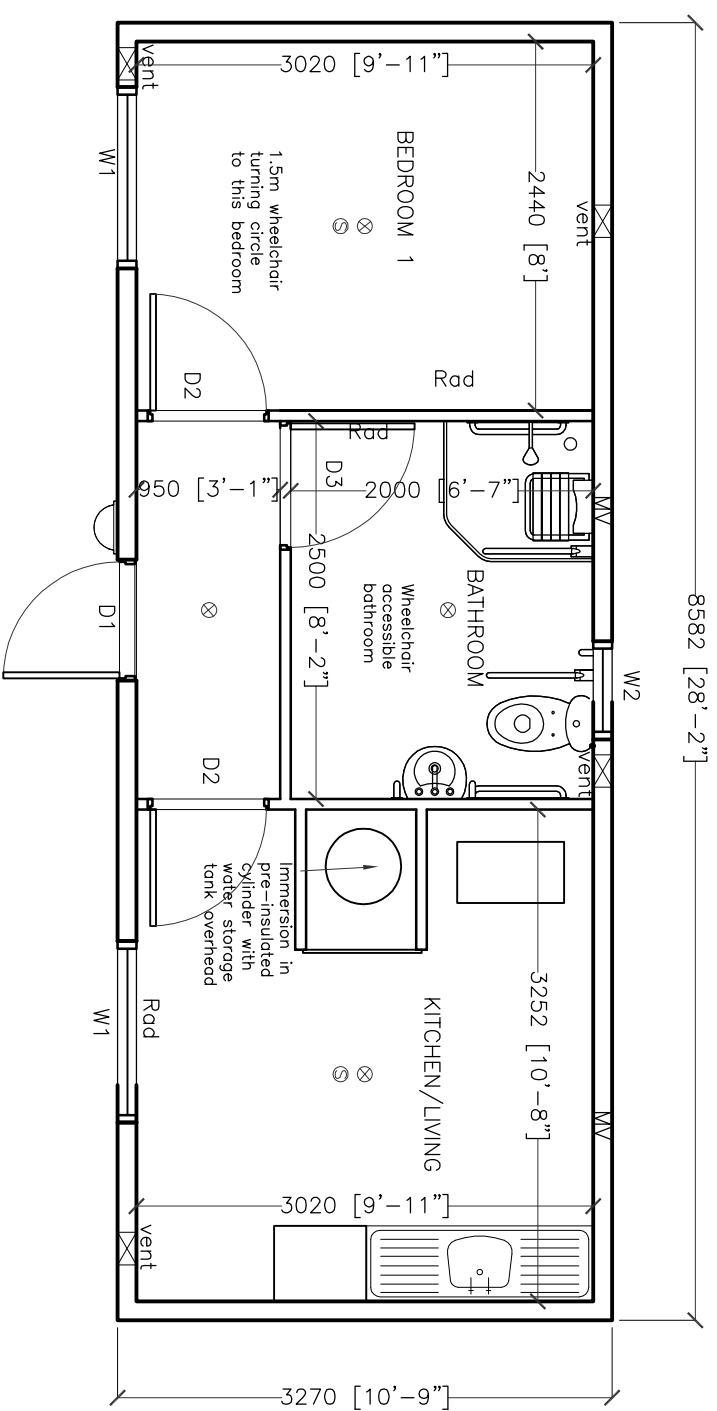 3020 [9'-11"]
vent
W1
BEDROOM 1
1.5m wheelchair
turning circle
to this bedroom
S
2440 [8']
vent
Rad
D2
Rad
D3
950 [3'-1"]
2000 [6'-7"]
MV
2500 [8'-2"]
BATHROOM
Wheelchair
accessible
bathroom
D1
W2
8582 [28'-2"]
vent
D2
Immersion in
pre-insulated
cylinder with
water storage
tank overhead
3252 [10'-8"]
KITCHEN/LIVING
S
Rad
W1
MV
3020 [9'-11"]
vent
3270 [10'-9"]